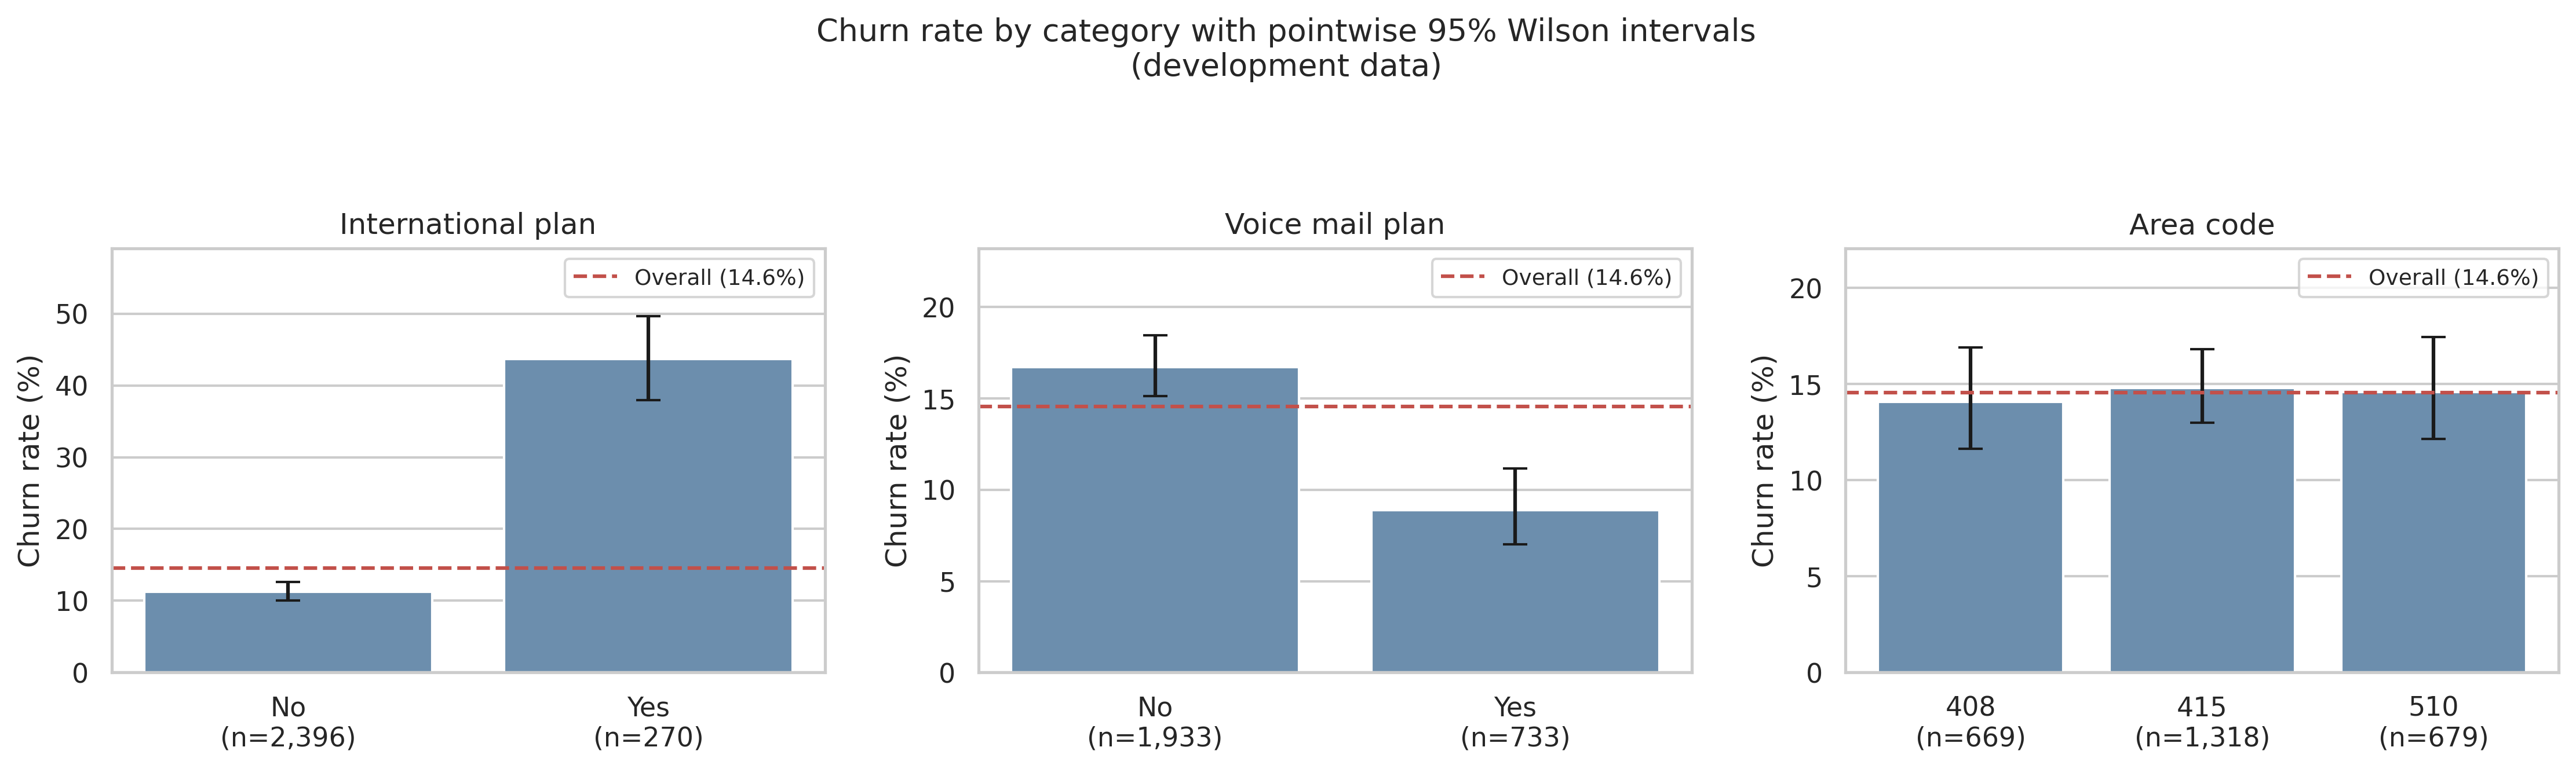 Churn rate by category with pointwise 95% Wilson intervals
(development data)
International plan
Overall (14.6%)
Churn rate (%)
50
40
30
20
10
0
No
(n=2,396)
Yes
(n=270)
Voice mail plan
Overall (14.6%)
Churn rate (%)
20
15
10
5
0
No
(n=1,933)
Yes
(n=733)
Area code
Overall (14.6%)
Churn rate (%)
20
15
10
5
0
408
(n=669)
415
(n=1,318)
510
(n=679)